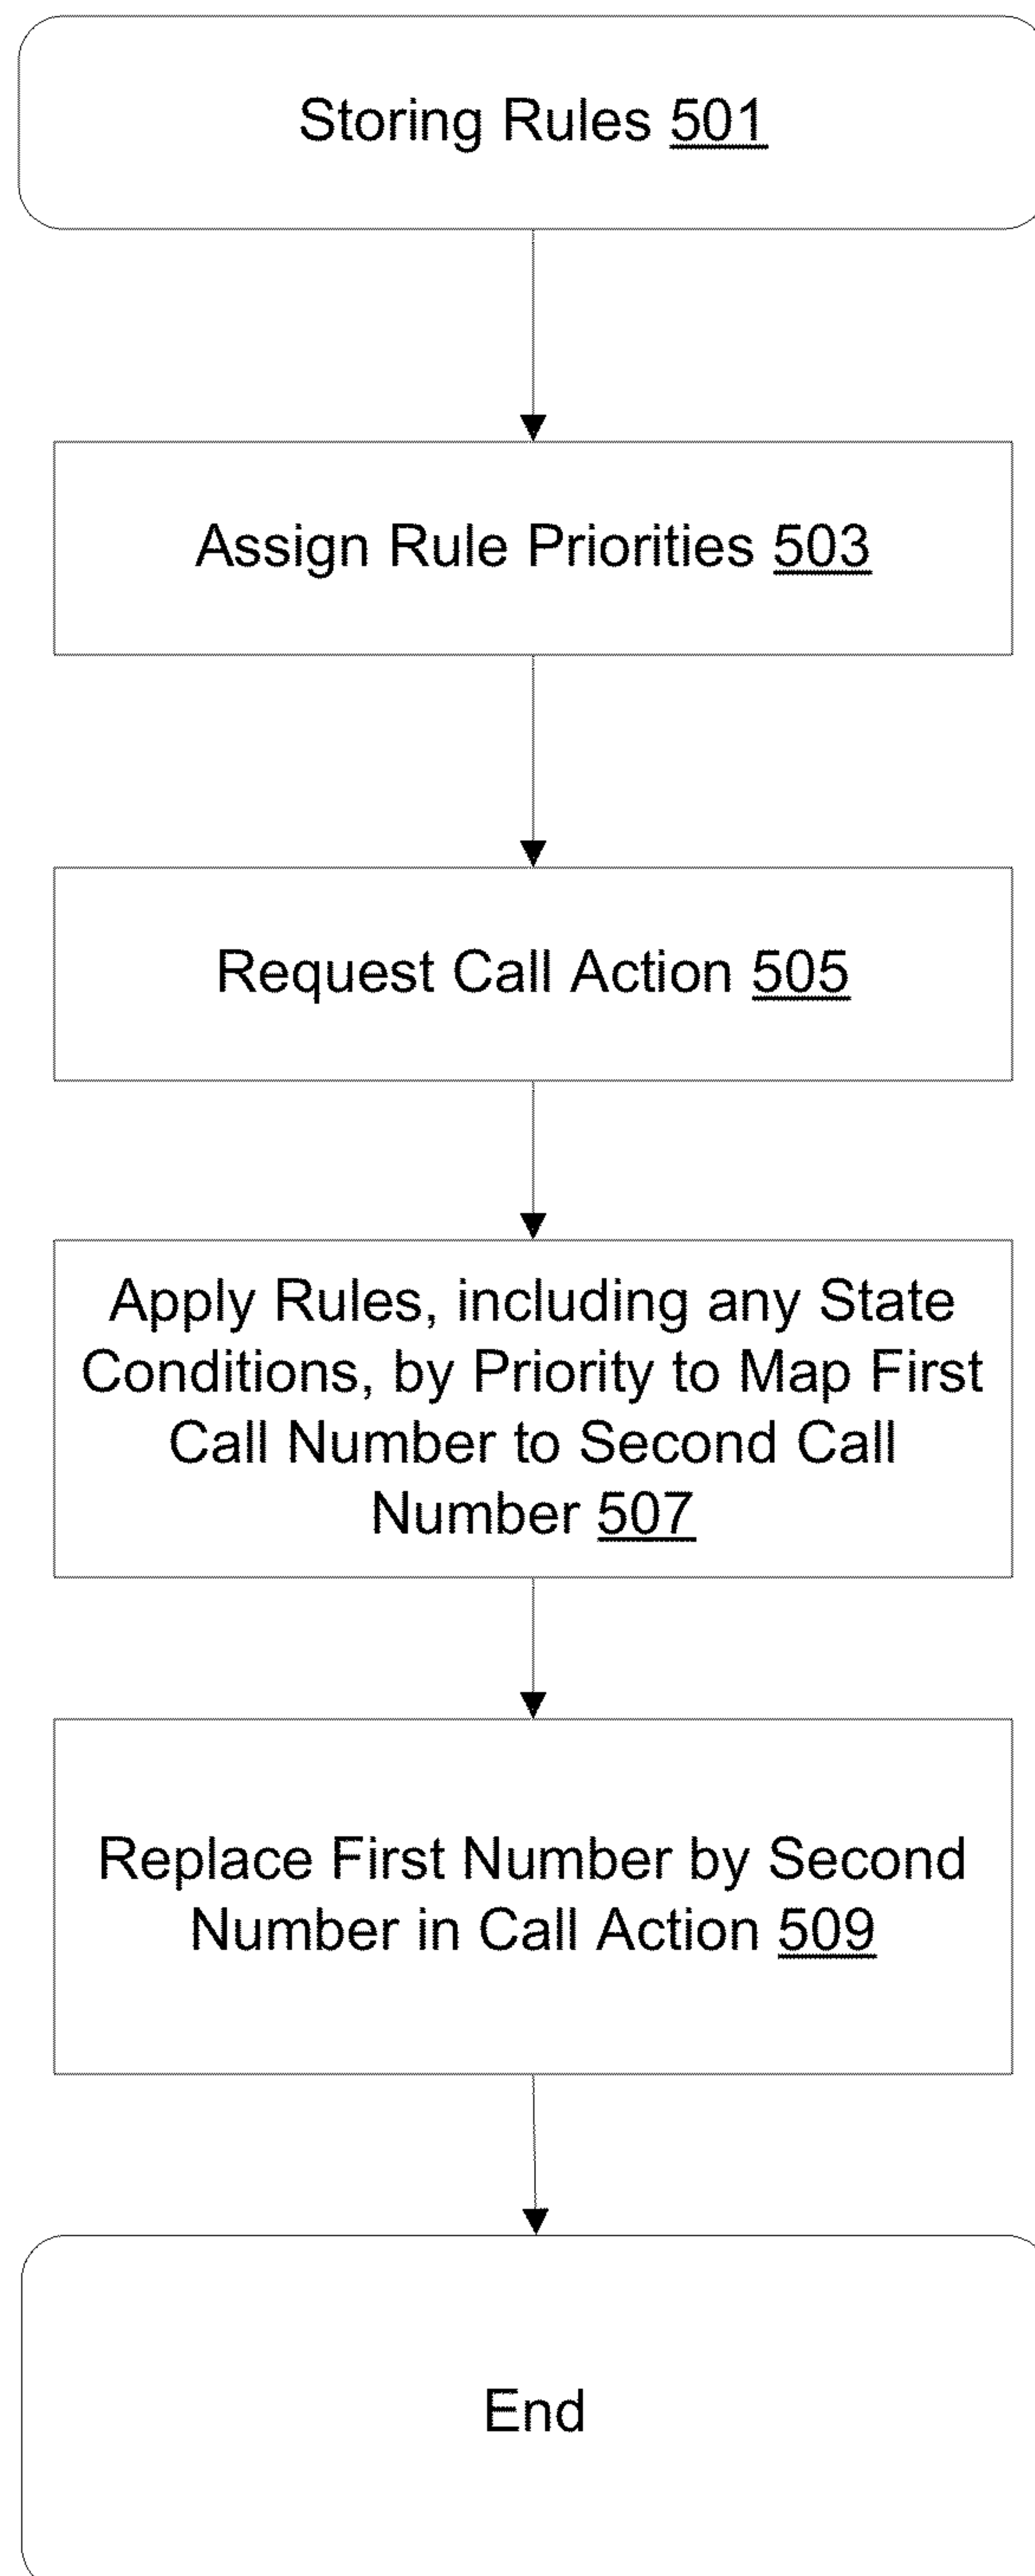 Storing Rules 501
Assign Rule Priorities 503
Request Call Action 505
Apply Rules, including any State
Conditions, by Priority to Map First
Call Number to Second Call
Number 507
Replace First Number by Second
Number in Call Action 509
End